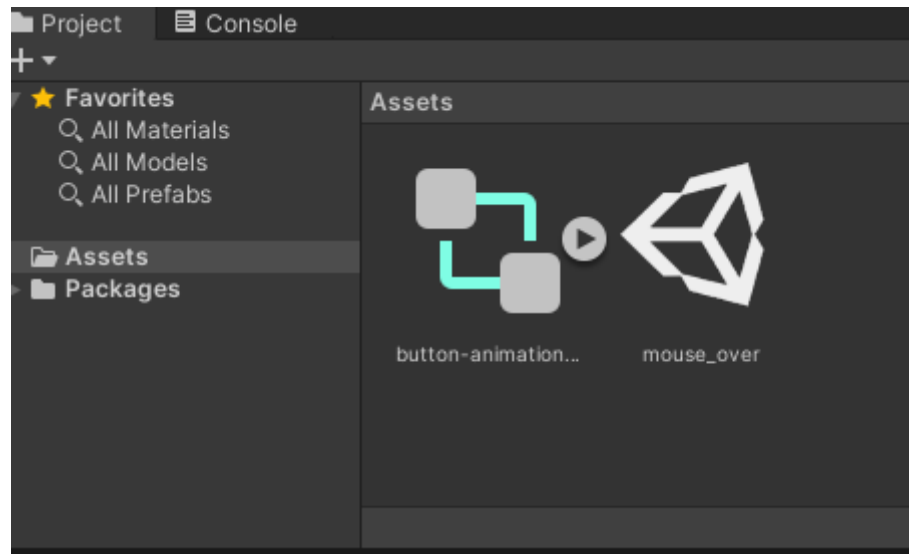 Project Console
Favorites
All Materials
All Models
All Prefabs
Assets
Packages
Assets
button-animation...
mouse_over